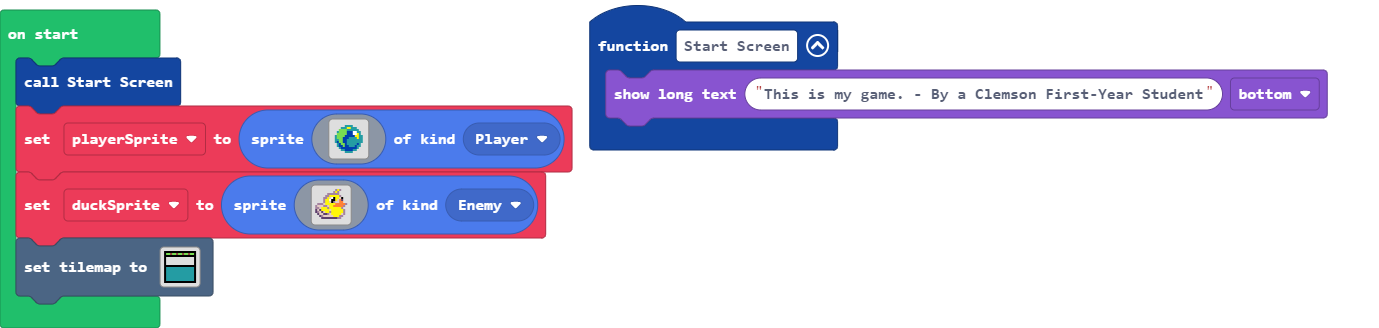 on start
call Start Screen
set playerSprite to sprite of kind Player
set duckSprite to sprite of kind Enemy
set tilemap to
function Start Screen
show long text "This is my game. - By a Clemson First-Year Student" bottom